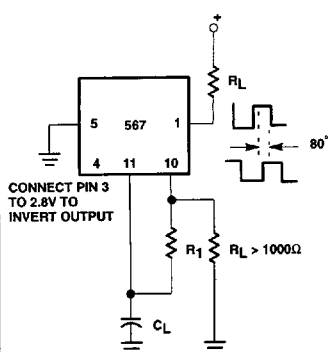 +
RL
5 567 1
80°
4 11 10
CONNECT PIN 3
TO 2.8V TO
INVERT OUTPUT
R1 RL > 1000Ω
CL